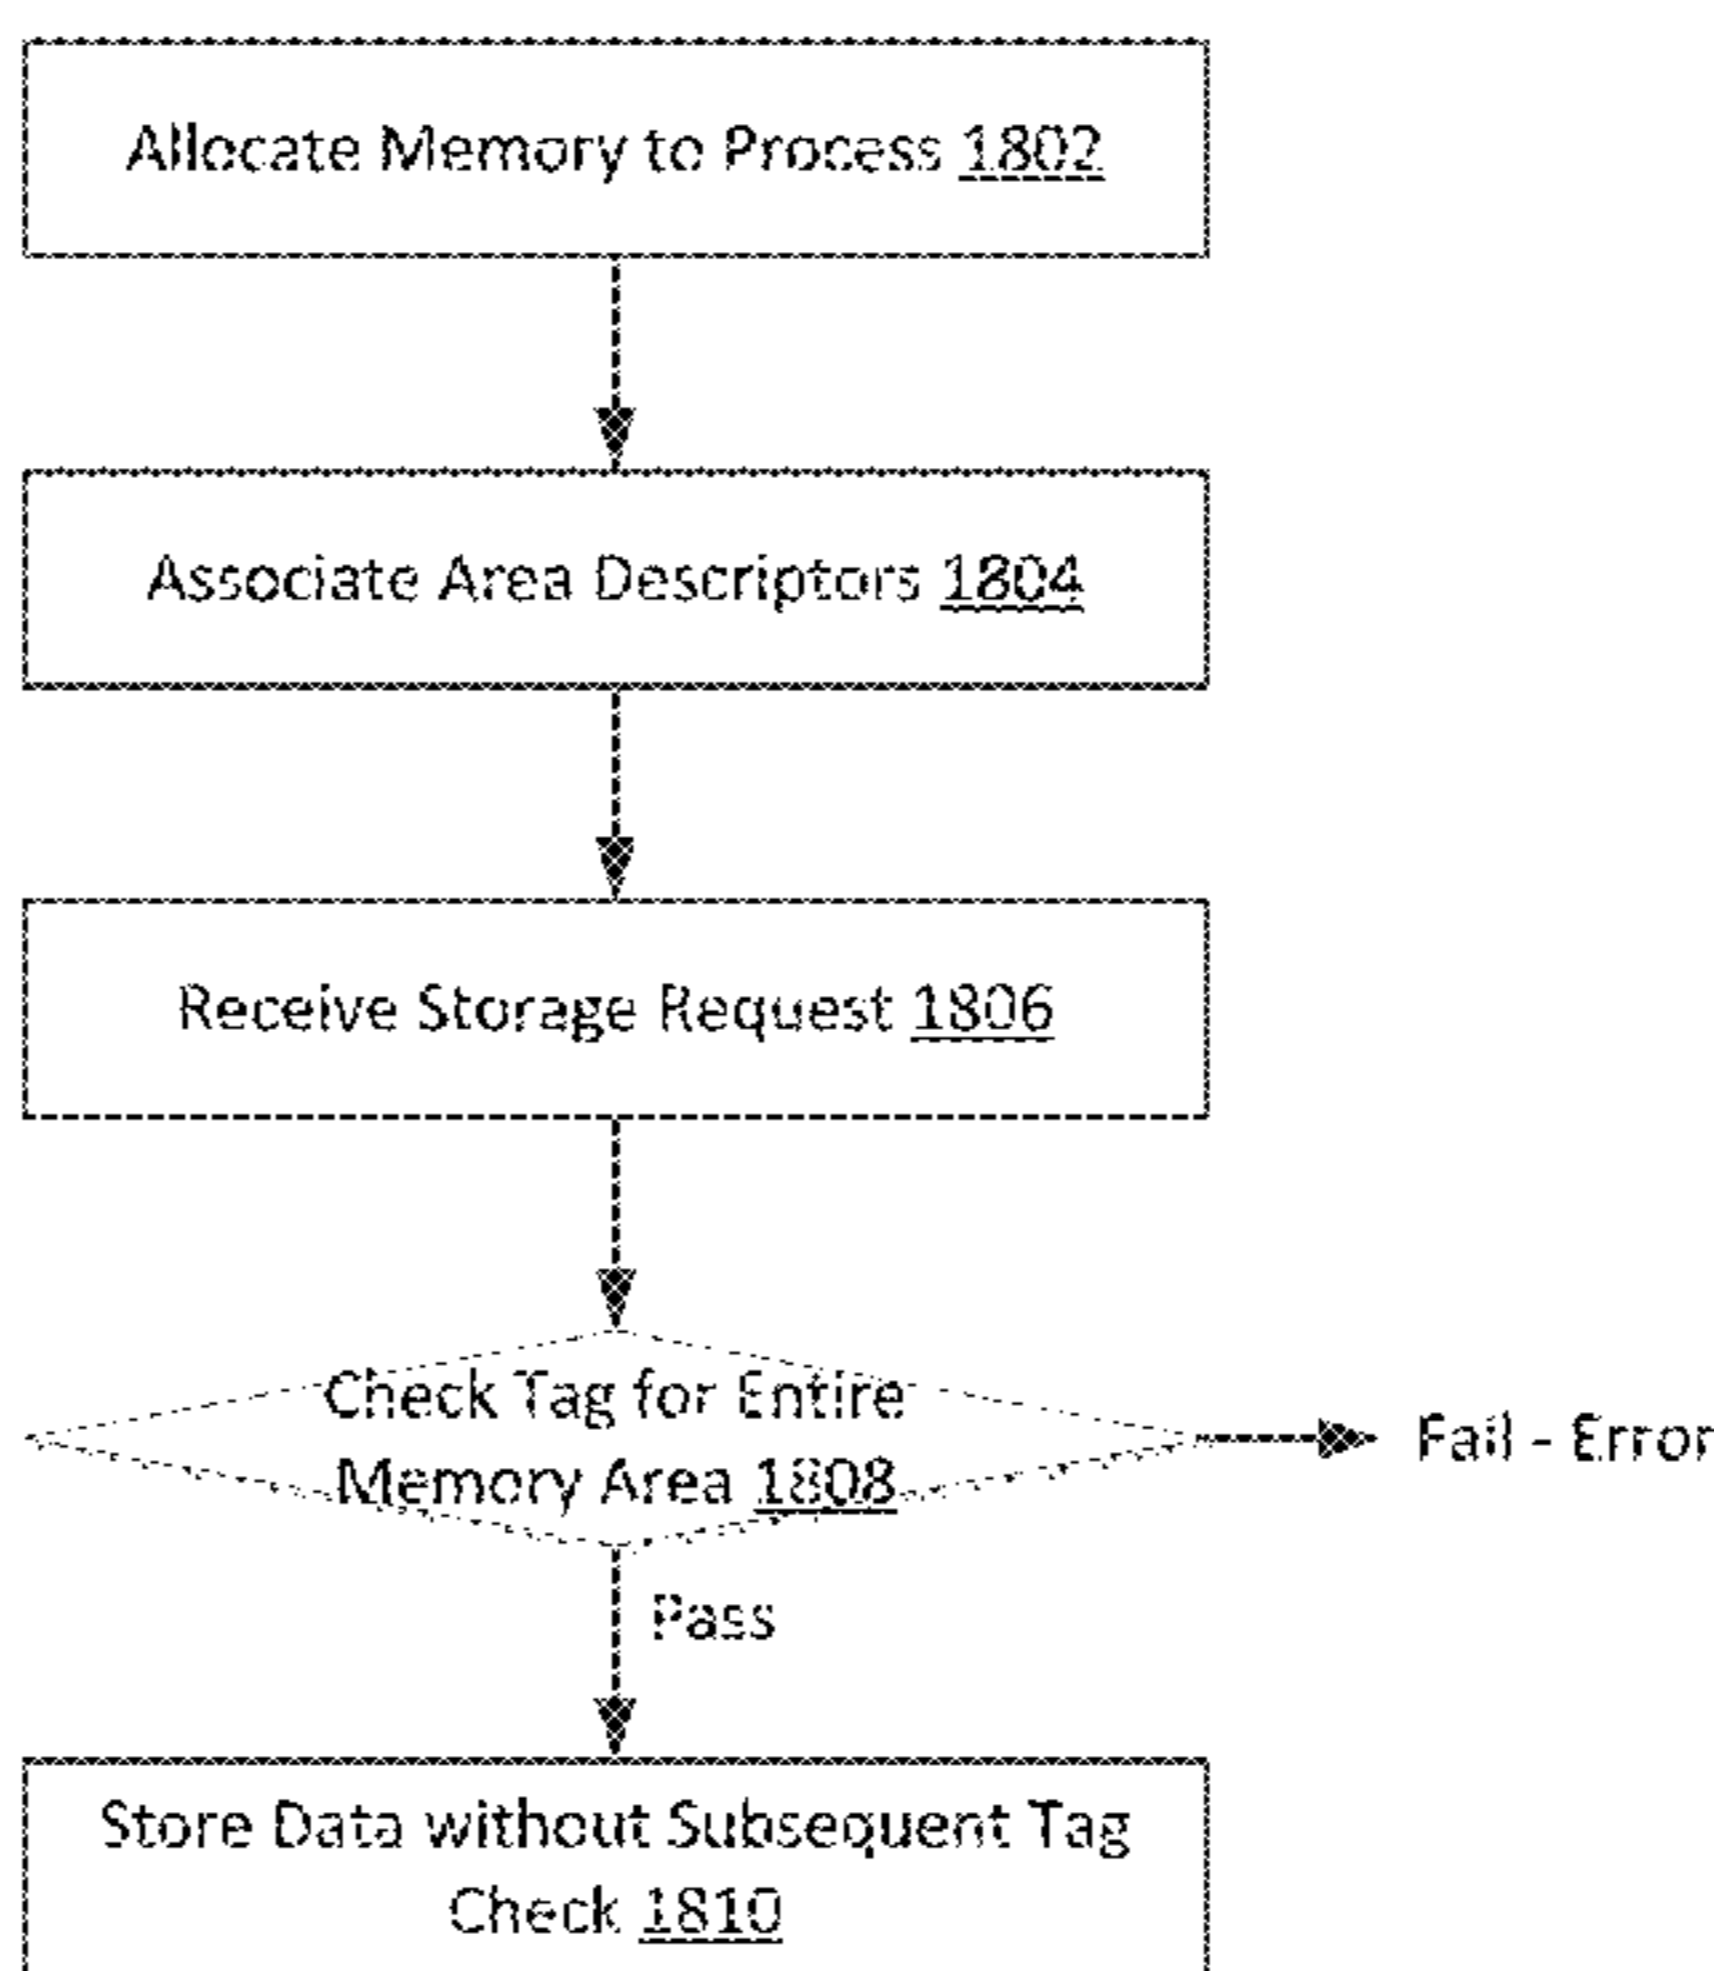 Allocate Memory to Process 1802
Associate Area Descriptors 1804
Receive Storage Request 1806
Check Tag for Entire
Memory Area 1808
Fail - Error
Pass
Store Data without Subsequent Tag
Check 1810